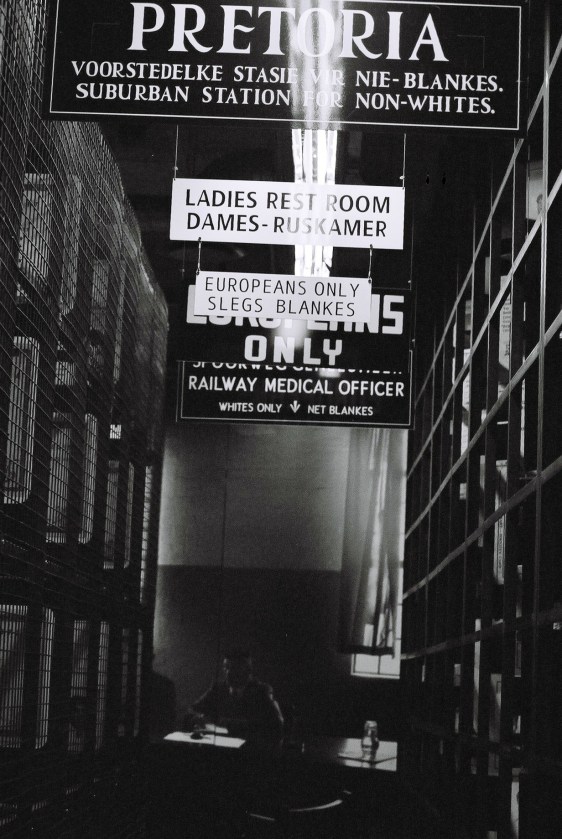 PRETORIA
VOORSTEDELKE STASIE VIR NIE-BLANKES.
SUBURBAN STATION FOR NON-WHITES.
LADIES REST ROOM
DAMES-RUSKAMER
EUROPEANS ONLY
SLEGS BLANKES
EUROPEANS
ONLY
RAILWAY MEDICAL OFFICER
WHITES ONLY NET BLANKES